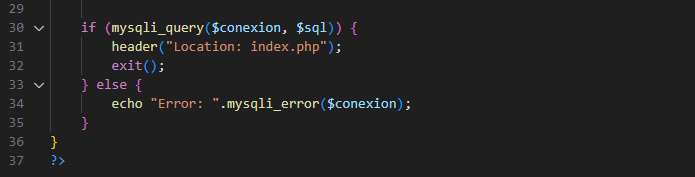 29
30 if (mysqli_query($conexion, $sql)) {
31 header("Location: index.php");
32 exit();
33 } else {
34 echo "Error: ".mysqli_error($conexion);
35 }
36 }
37 ?>